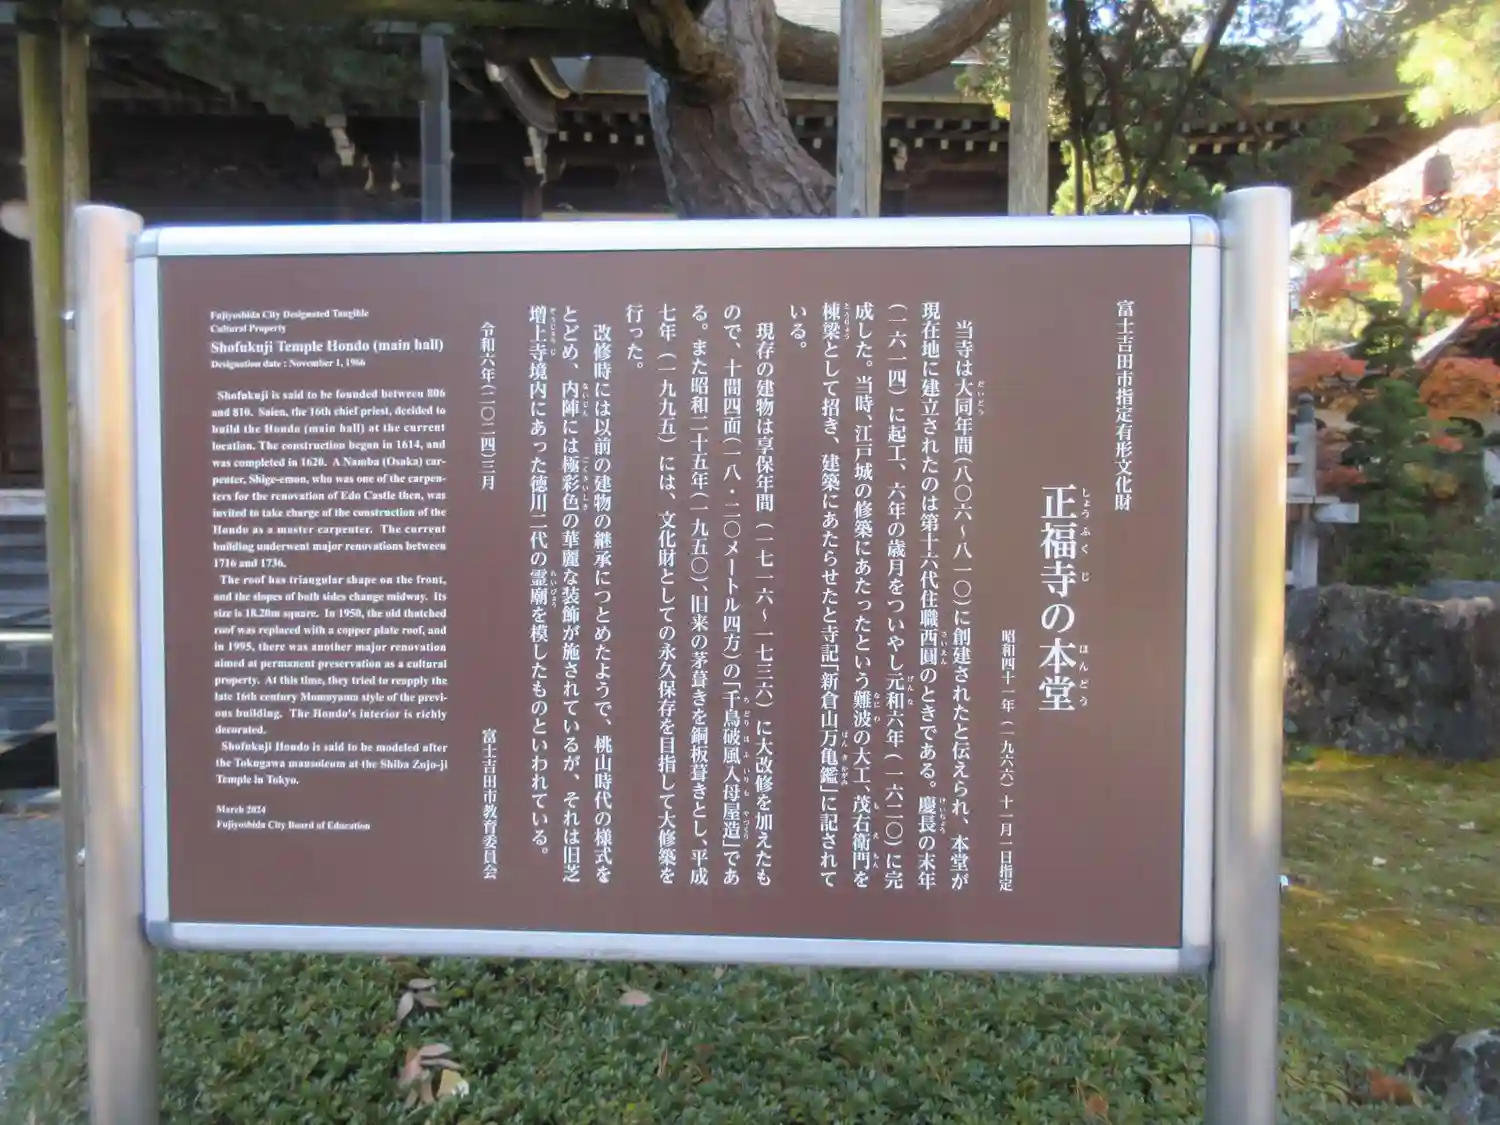 富士吉田市指定有形文化財
正福寺の本堂
しょうふくじ ほんどう
昭和四十一年(一九六六)十一月一日指定
当寺は大同年間(八〇六〜八一〇)に創建されたと伝えられ、本堂が
現在地に建立されたのは第十六代住職西圓のときである。慶長の末年
(一六一四)に起工、六年の歳月をついやし元和六年(一六二〇)に完
成した。当時、江戸城の修築にあたったという難波の大工、茂右衛門を
棟梁として招き、建築にあたらせたと寺記「新倉山万亀鑑」に記されて
いる。
現存の建物は享保年間(一七一六〜一七三六)に大改修を加えたも
ので、十間四面(一八・二〇メートル四方)の「千鳥破風入母屋造」であ
る。また昭和二十五年(一九五〇)、旧来の茅葺きを銅板葺きとし、平成
七年(一九九五)には、文化財としての永久保存を目指して大修築を
行った。
改修時には以前の建物の継承につとめたようで、桃山時代の様式を
とどめ、内陣には極彩色の華麗な装飾が施されているが、それは旧芝
増上寺境内にあった徳川二代の霊廟を模したものといわれている。
令和六年(二〇二四)三月
富士吉田市教育委員会
Fujiyoshida City Designated Tangible
Cultural Property
Shofukuji Temple Hondo (main hall)
Designation date : November 1, 1966
Shofukuji is said to be founded between 806
and 810. Saien, the 16th chief priest, decided to
build the Hondo (main hall) at the current
location. The construction began in 1614, and
was completed in 1620. A Namba (Osaka) car-
penter, Shige-emon, who was one of the carpen-
ters for the renovation of Edo Castle then, was
invited to take charge of the construction of the
Hondo as a master carpenter. The current
building underwent major renovations between
1716 and 1736.
The roof has triangular shape on the front,
and the slopes of both sides change midway. Its
size is 18.20m square. In 1950, the old thatched
roof was replaced with a copper plate roof, and
in 1995, there was another major renovation
aimed at permanent preservation as a cultural
property. At this time, they tried to reapply the
late 16th century Momoyama style of the previ-
ous building. The Hondo's interior is richly
decorated.
Shofukuji Hondo is said to be modeled after
the Tokugawa mausoleum at the Shiba Zojo-ji
Temple in Tokyo.
March 2024
Fujiyoshida City Board of Education